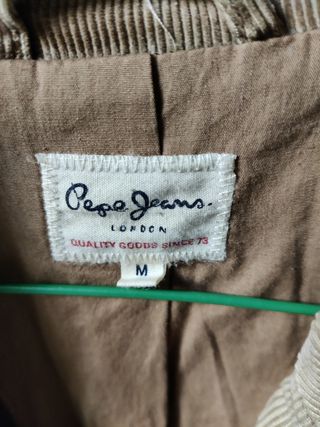 Pepe Jeans.
LONDON
QUALITY GOODS SINCE 73
M